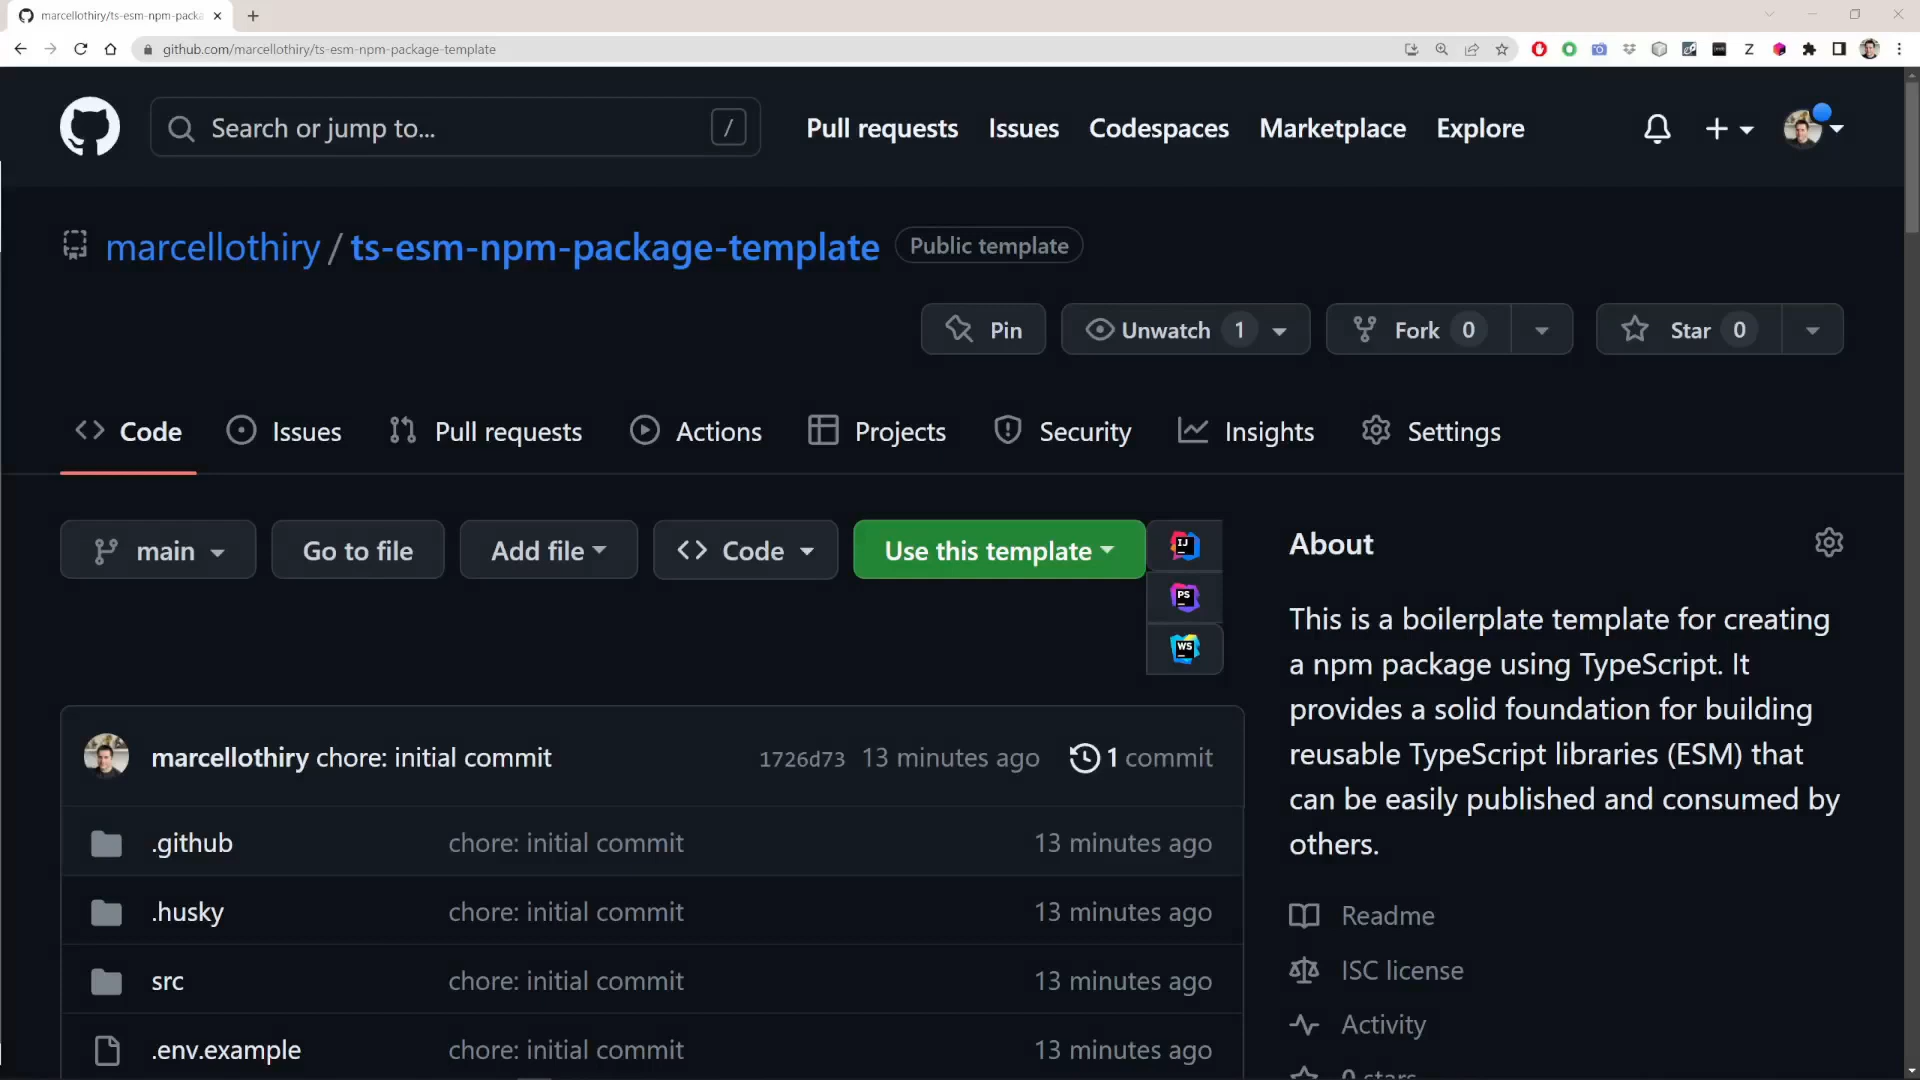 marcellothiry/ts-esm-npm-packa
github.com/marcellothiry/ts-esm-npm-package-template
Z
Search or jump to...
/
Pull requests
Issues
Codespaces
Marketplace
Explore
marcellothiry / ts-esm-npm-package-template
Public template
Pin
Unwatch 1
Fork 0
Star 0
Code
Issues
Pull requests
Actions
Projects
Security
Insights
Settings
main
Go to file
Add file
Code
Use this template
IJ
PS
WS
marcellothiry chore: initial commit
1726d73 13 minutes ago
1 commit
.github chore: initial commit 13 minutes ago
.husky chore: initial commit 13 minutes ago
src chore: initial commit 13 minutes ago
.env.example chore: initial commit 13 minutes ago
About
This is a boilerplate template for creating
a npm package using TypeScript. It
provides a solid foundation for building
reusable TypeScript libraries (ESM) that
can be easily published and consumed by
others.
Readme
ISC license
Activity
0 stars